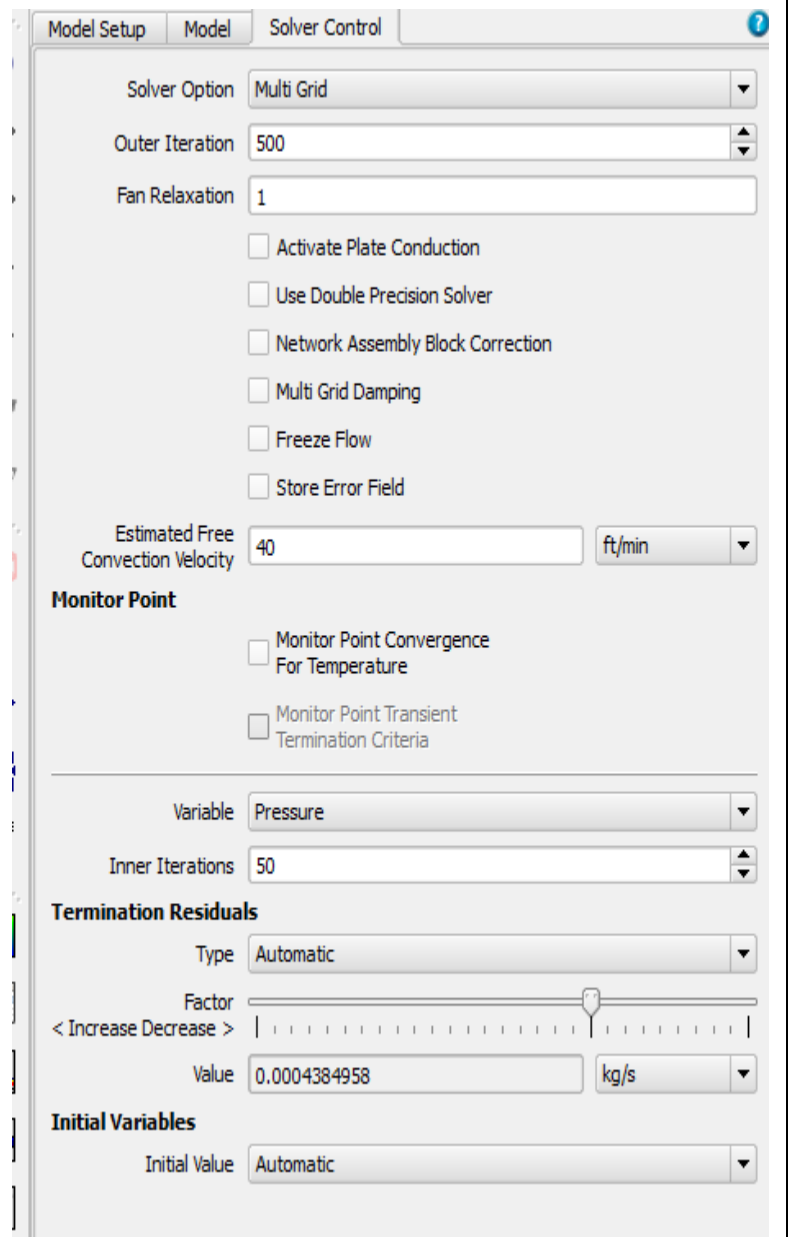 Model Setup Model Solver Control ?
Solver Option Multi Grid
Outer Iteration 500
Fan Relaxation 1
Activate Plate Conduction
Use Double Precision Solver
Network Assembly Block Correction
Multi Grid Damping
Freeze Flow
Store Error Field
Estimated Free
Convection Velocity 40 ft/min
Monitor Point
Monitor Point Convergence
For Temperature
Monitor Point Transient
Termination Criteria
Variable Pressure
Inner Iterations 50
Termination Residuals
Type Automatic
Factor
< Increase Decrease >
Value 0.0004384958 kg/s
Initial Variables
Initial Value Automatic